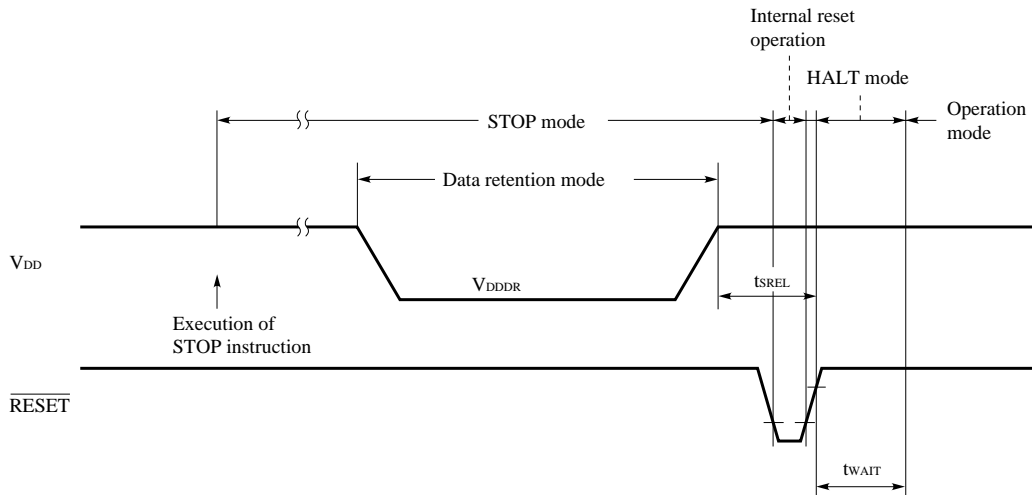 Internal reset
operation
HALT mode
STOP mode
Operation
mode
Data retention mode
VDD
VDDDR
tSREL
Execution of
STOP instruction
RESET
tWAIT